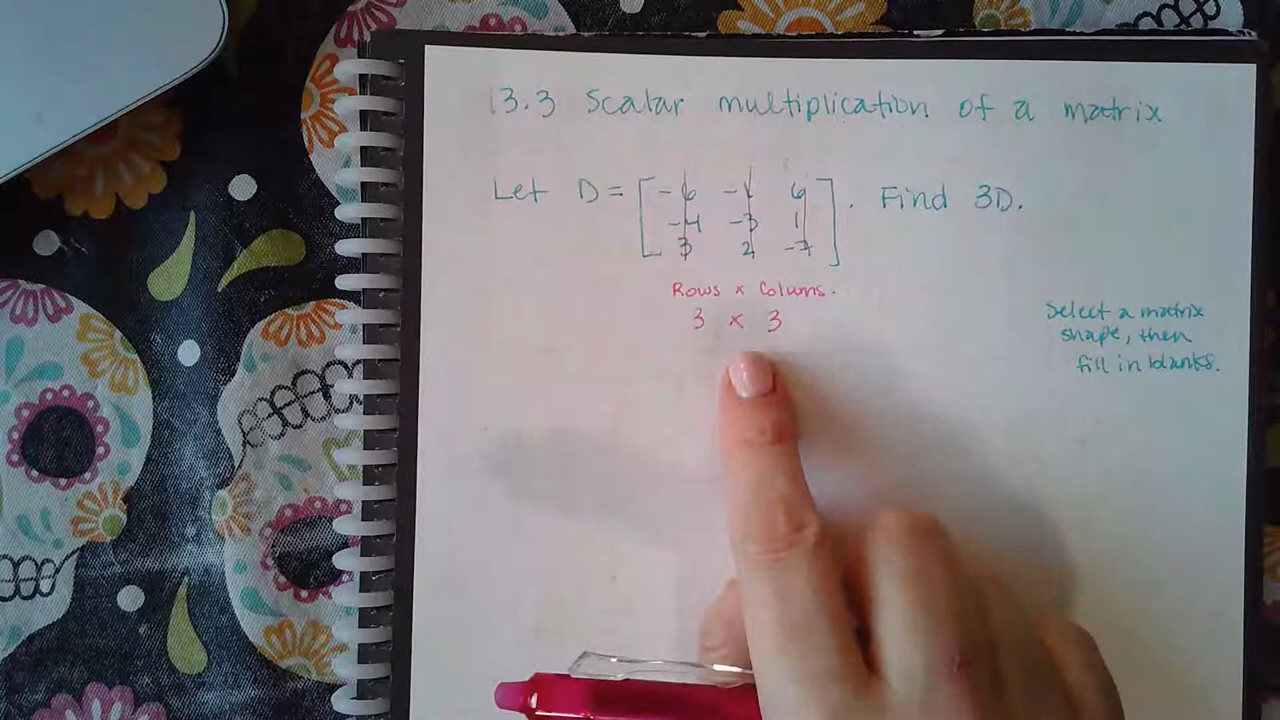 13.3 Scalar multiplication of a matrix
Let D = [ -6 -1 6 ] . Find 3D.
-4 -3 1
3 2 -7
Rows x Colums.
3 x 3
Select a matrix
shape, then
fill in blanks.